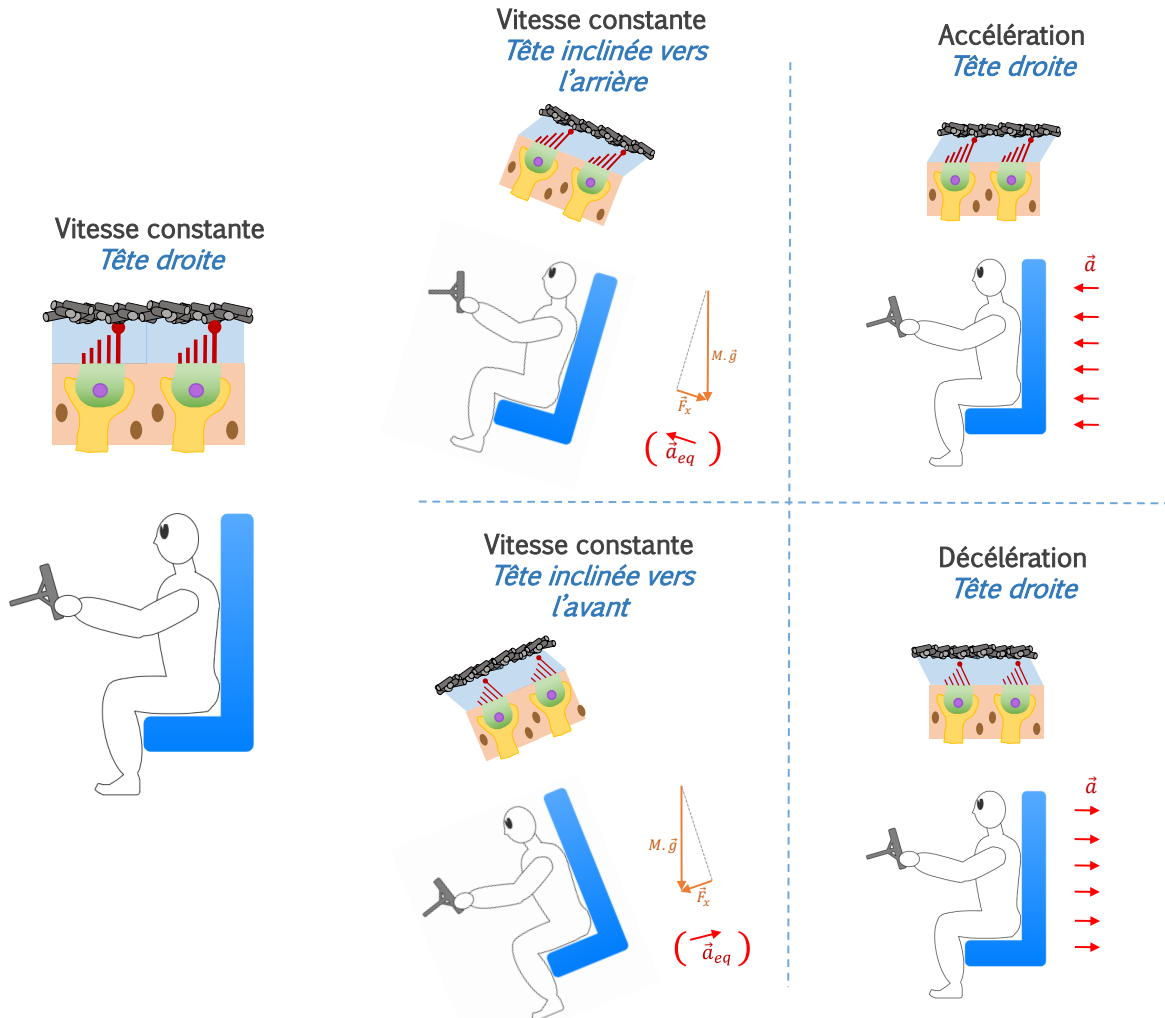 Vitesse constante
Tête droite
Vitesse constante
Tête inclinée vers
l'arrière
M.g⃗
F⃗ₓ
(a⃗ₑq)
Accélération
Tête droite
a⃗
Vitesse constante
Tête inclinée vers
l'avant
M.g⃗
F⃗ₓ
(a⃗ₑq)
Décélération
Tête droite
a⃗